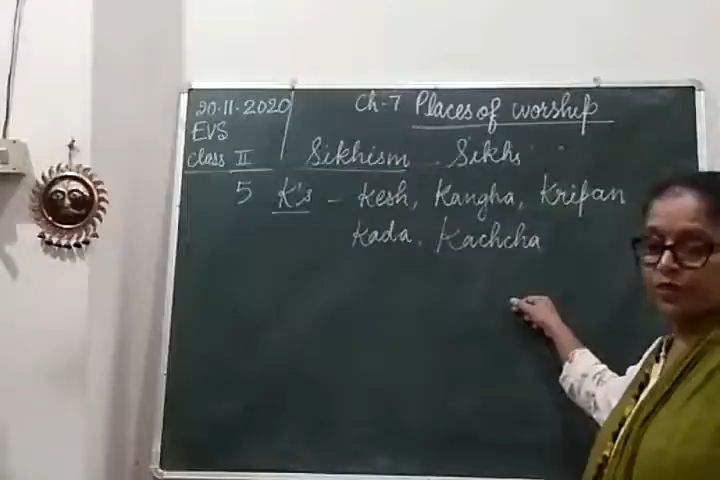 20.11.2020 Ch-7 Places of worship
EVS
Class II Sikhism - Sikhs
5 K's - Kesh, Kangha, Kripan
Kada, Kachcha